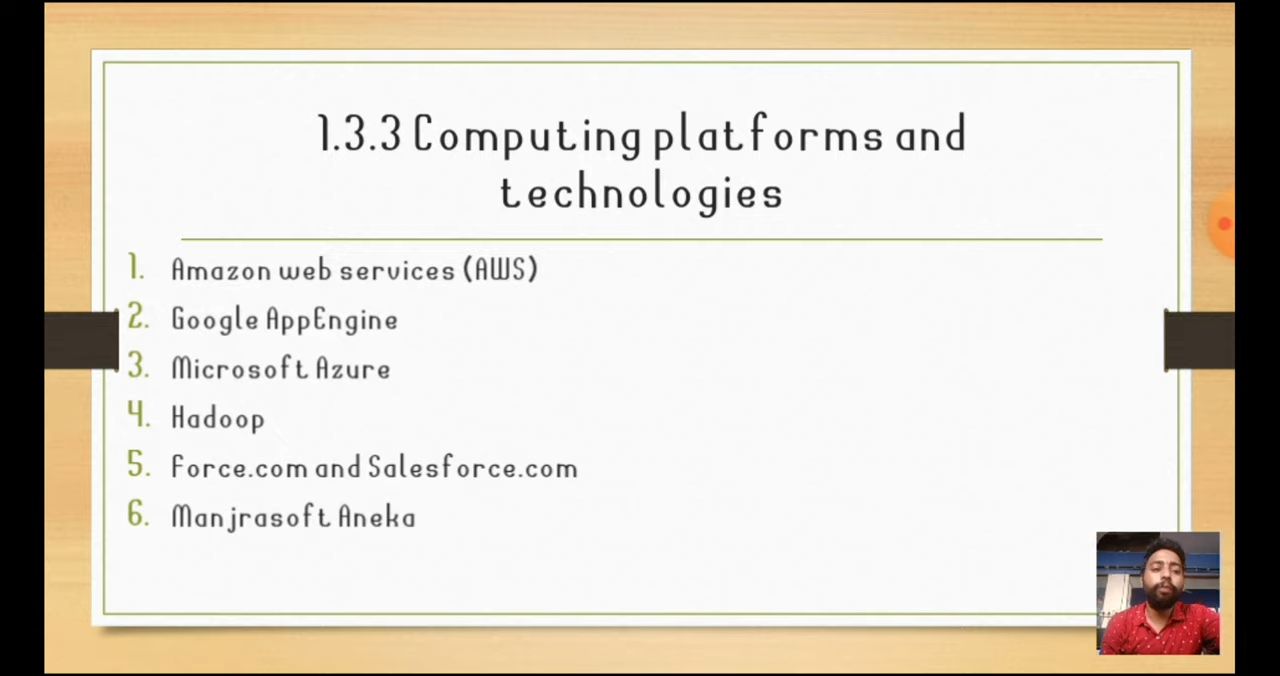 1.3.3 Computing platforms and
technologies
1. Amazon web services (AWS)
2. Google AppEngine
3. Microsoft Azure
4. Hadoop
5. Force.com and Salesforce.com
6. Manjrasoft Aneka